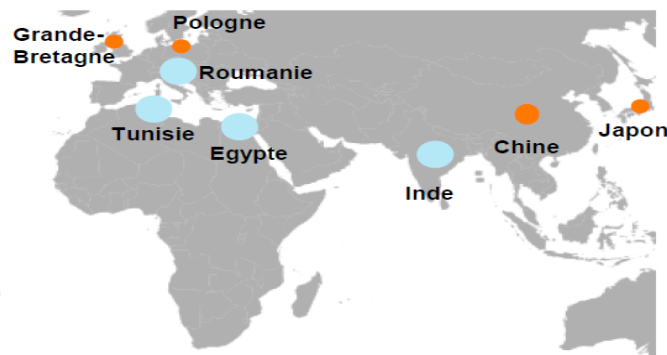 Pologne
Grande-
Bretagne
Roumanie
Tunisie
Egypte
Inde
Chine
Japon